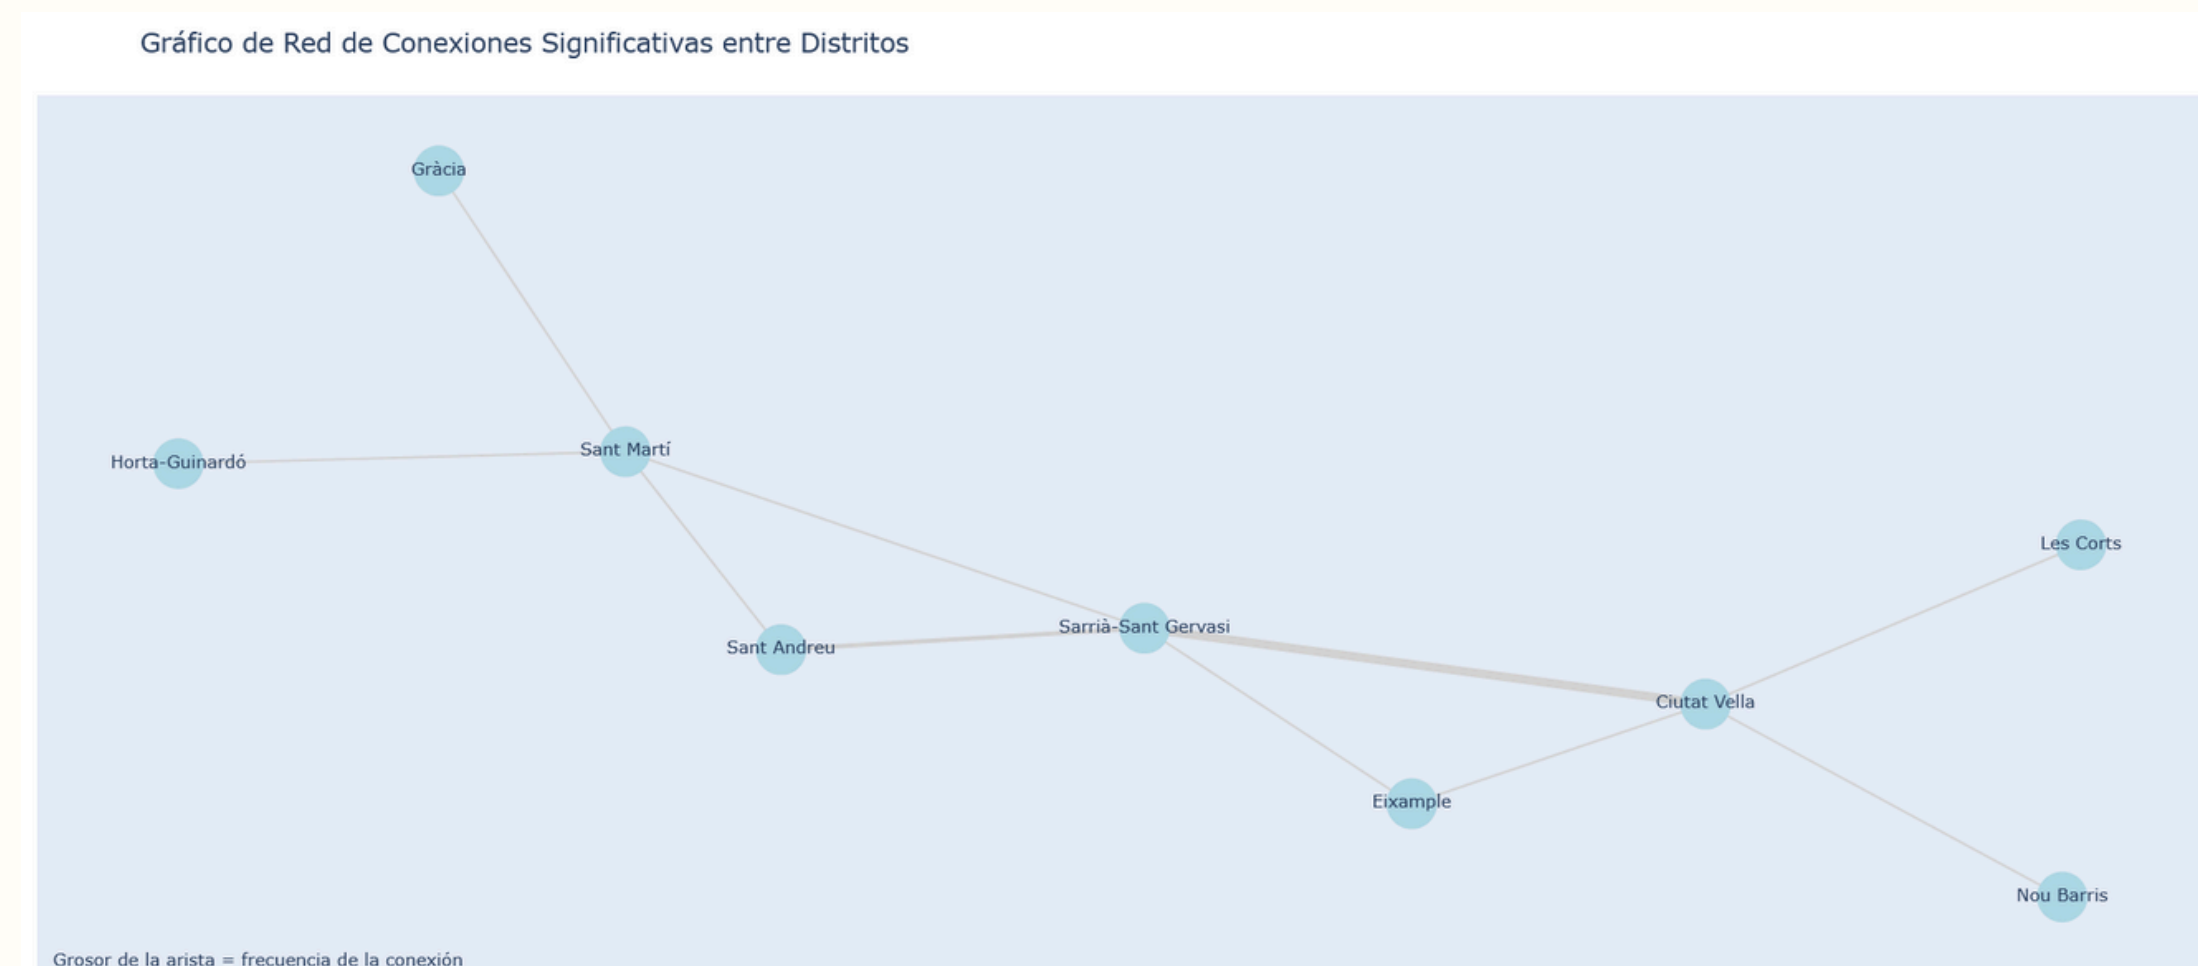 Gráfico de Red de Conexiones Significativas entre Distritos
Gràcia
Sant Martí
Horta-Guinardó
Les Corts
Sarrià-Sant Gervasi
Sant Andreu
Ciutat Vella
Eixample
Nou Barris
Grosor de la arista = frecuencia de la conexión